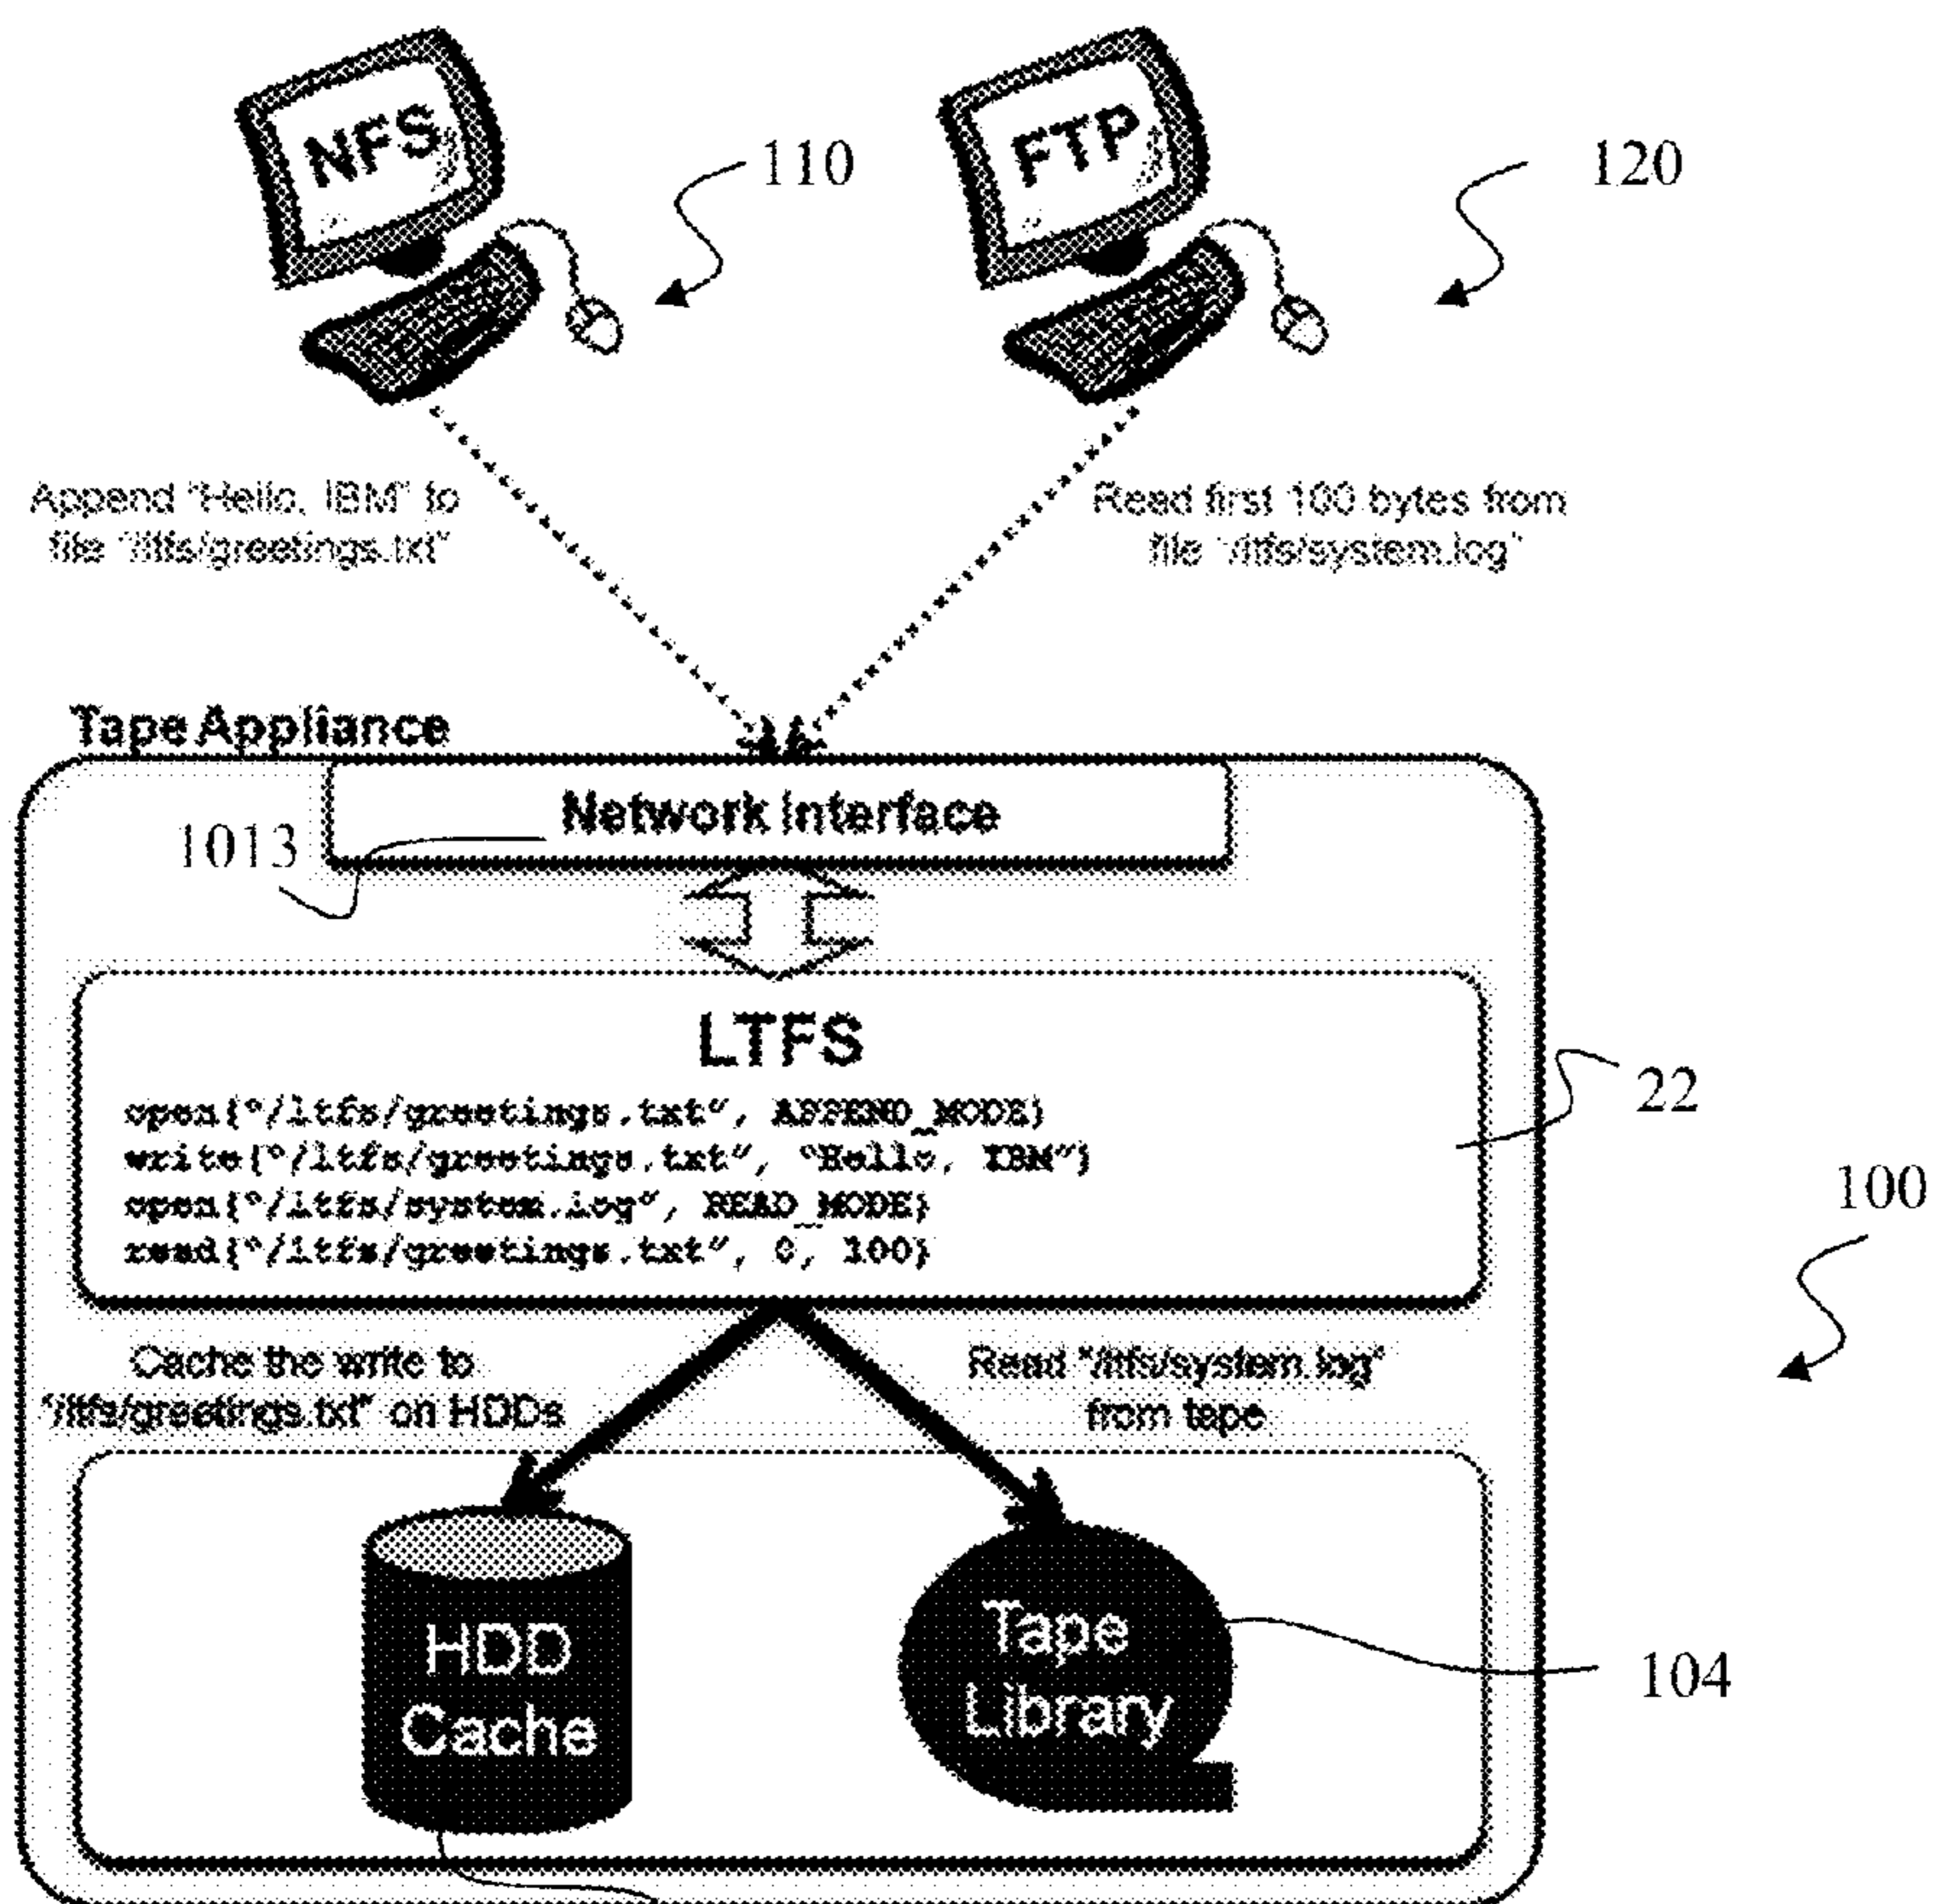 NFS
110
FTP
120
Append "Hello, IBM" to
file "/ltfs/greetings.txt"
Read first 100 bytes from
file "/ltfs/system.log"
Tape Appliance
Network Interface
1013
LTFS
open("/ltfs/greetings.txt", APPEND_MODE)
write("/ltfs/greetings.txt", "Hello, IBM")
open("/ltfs/system.log", READ_MODE)
read("/ltfs/greetings.txt", 0, 100)
22
100
Cache the write to
"/ltfs/greetings.txt" on HDDs
Read "/ltfs/system.log"
from tape
HDD
Cache
Tape
Library
104